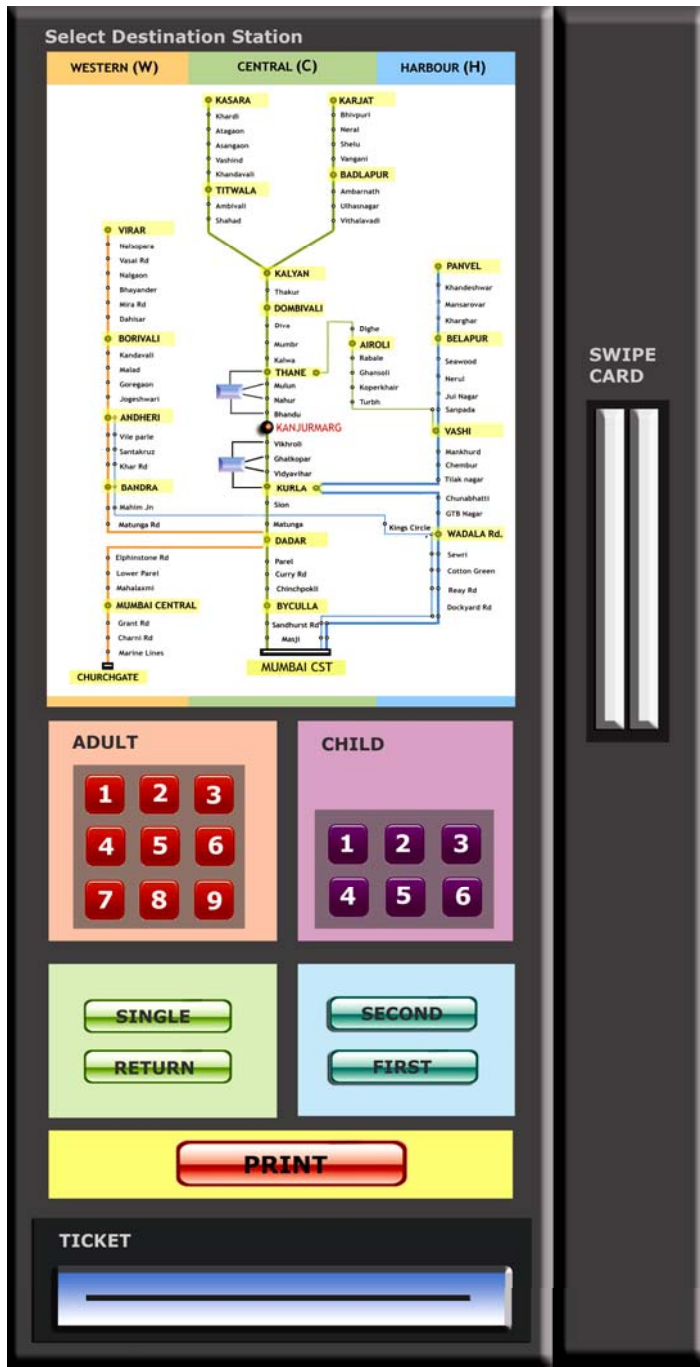 Select Destination Station
WESTERN (W)
CENTRAL (C)
HARBOUR (H)
KASARA
Khardi
Atagaon
Asangaon
Vashind
Khandavali
TITWALA
Ambivali
Shahad
KARJAT
Bhivpuri
Neral
Shelu
Vangani
BADLAPUR
Ambarnath
Ulhasnagar
Vithalavadi
VIRAR
Nelsopara
Vasai Rd
Nalgaon
Bhayander
Mira Rd
Dahisar
BORIVALI
Kandavali
Malad
Goregaon
Jogeshwari
ANDHERI
Vile parle
Santakruz
Khar Rd
BANDRA
Mahim Jn
Matunga Rd
Elphinstone Rd
Lower Parel
Mahalaxmi
MUMBAI CENTRAL
Grant Rd
Charni Rd
Marine Lines
CHURCHGATE
KALYAN
Thakur
DOMBIVALI
Diva
Mumbr
Kalwa
THANE
Mulun
Nahur
Bhandu
KANJURMARG
Vikhroli
Ghatkopar
Vidyavihar
KURLA
Sion
Matunga
DADAR
Parel
Curry Rd
Chinchpokli
BYCULLA
Sandhurst Rd
Masji
MUMBAI CST
Dighe
AIROLI
Rabale
Ghansoli
Koperkhair
Turbh
PANVEL
Khandeshwar
Mansarovar
Kharghar
BELAPUR
Seawood
Nerul
Jui Nagar
Sanpada
VASHI
Mankhurd
Chembur
Tilak nagar
Chunabhatti
GTB Nagar
Kings Circle
WADALA Rd.
Sewri
Cotton Green
Reay Rd
Dockyard Rd
SWIPE
CARD
ADULT
1 2 3
4 5 6
7 8 9
CHILD
1 2 3
4 5 6
SINGLE
RETURN
SECOND
FIRST
PRINT
TICKET